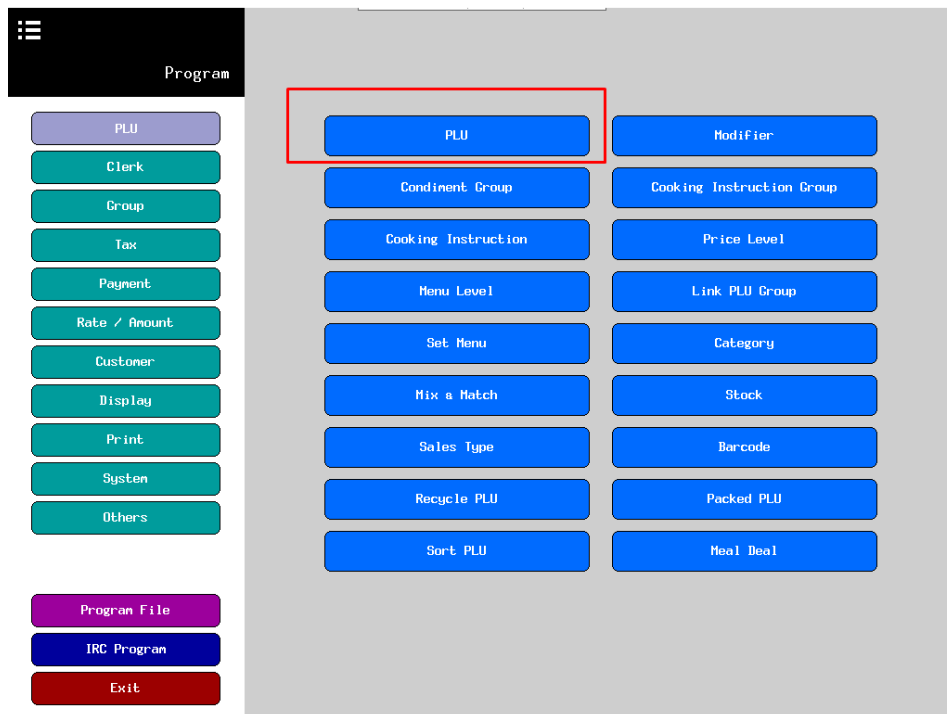 Program
PLU
Clerk
Group
Tax
Payment
Rate / Amount
Customer
Display
Print
System
Others
Program File
IRC Program
Exit
PLU
Modifier
Condiment Group
Cooking Instruction Group
Cooking Instruction
Price Level
Menu Level
Link PLU Group
Set Menu
Category
Mix & Match
Stock
Sales Type
Barcode
Recycle PLU
Packed PLU
Sort PLU
Meal Deal